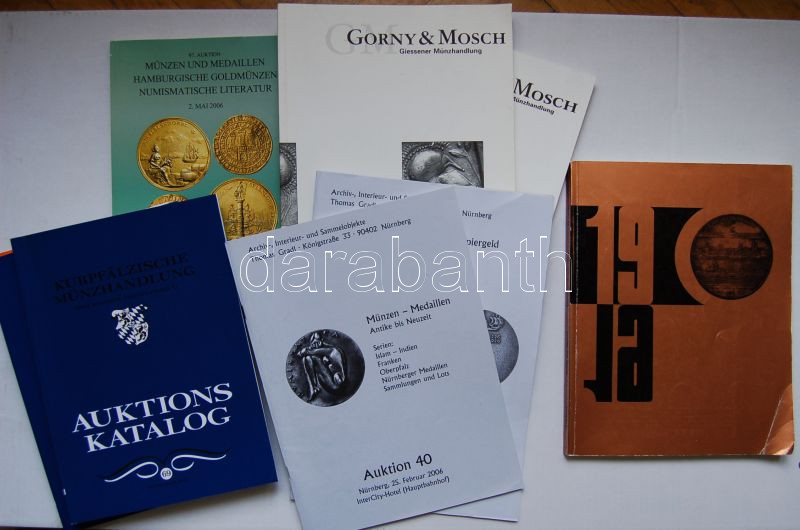 97. AUKTION
MÜNZEN UND MEDAILLEN
HAMBURGISCHE GOLDMÜNZEN
NUMISMATISCHE LITERATUR
2. MAI 2006
GM
GORNY & MOSCH
Giessener Münzhandlung
MOSCH
Münzhandlung
KURPFÄLZISCHE
MÜNZHANDLUNG
AUKTIONS
KATALOG
Archiv-, Interieur- und
Thomas Gradl
Nürnberg
piergeld
Archiv-, Interieur- und Sammelobjekte
Thomas Gradl · Königstraße 33 · 90402 Nürnberg
Münzen – Medaillen
Antike bis Neuzeit
Serien:
Islam – Indien
Franken
Oberpfalz
Nürnberger Medaillen
Sammlungen und Lots
Auktion 40
Nürnberg, 25. Februar 2006
InterCity-Hotel (Hauptbahnhof)
19
darabanth